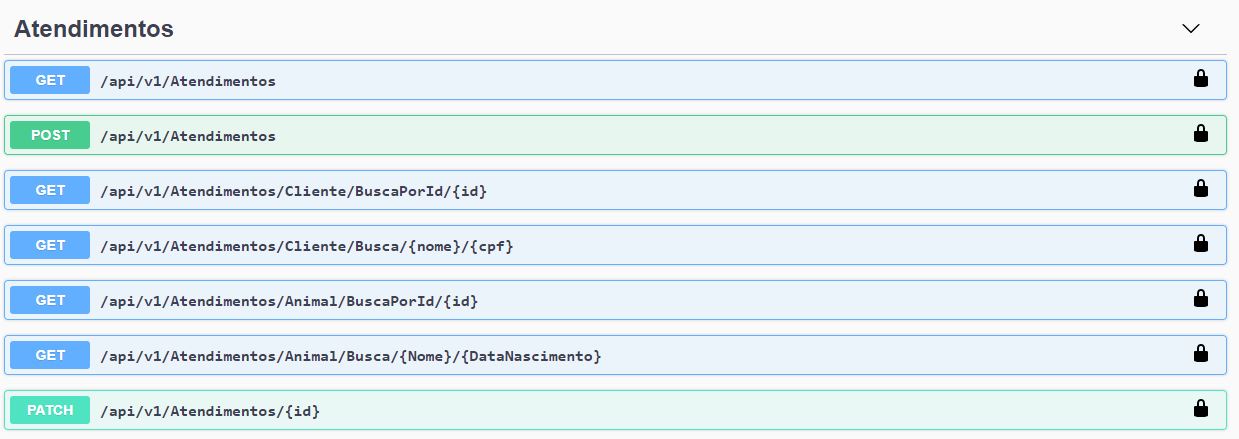 Atendimentos
GET /api/v1/Atendimentos
POST /api/v1/Atendimentos
GET /api/v1/Atendimentos/Cliente/BuscaPorId/{id}
GET /api/v1/Atendimentos/Cliente/Busca/{nome}/{cpf}
GET /api/v1/Atendimentos/Animal/BuscaPorId/{id}
GET /api/v1/Atendimentos/Animal/Busca/{Nome}/{DataNascimento}
PATCH /api/v1/Atendimentos/{id}